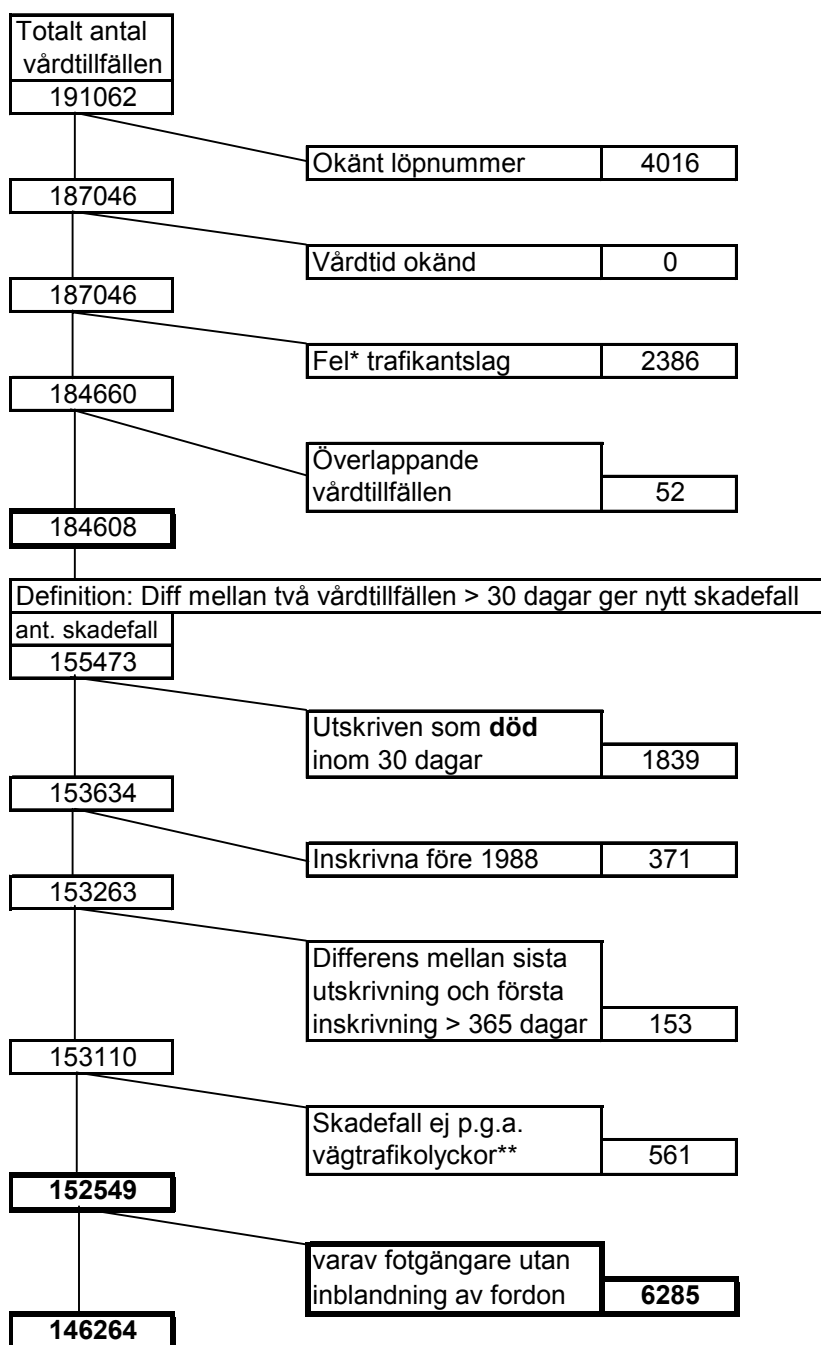 Totalt antal
vårdtillfällen
191062
Okänt löpnummer 4016
187046
Vårdtid okänd 0
187046
Fel* trafikantslag 2386
184660
Överlappande
vårdtillfällen 52
184608
Definition: Diff mellan två vårdtillfällen > 30 dagar ger nytt skadefall
ant. skadefall
155473
Utskriven som död
inom 30 dagar 1839
153634
Inskrivna före 1988 371
153263
Differens mellan sista
utskrivning och första
inskrivning > 365 dagar 153
153110
Skadefall ej p.g.a.
vägtrafikolyckor** 561
152549
varav fotgängare utan
inblandning av fordon 6285
146264